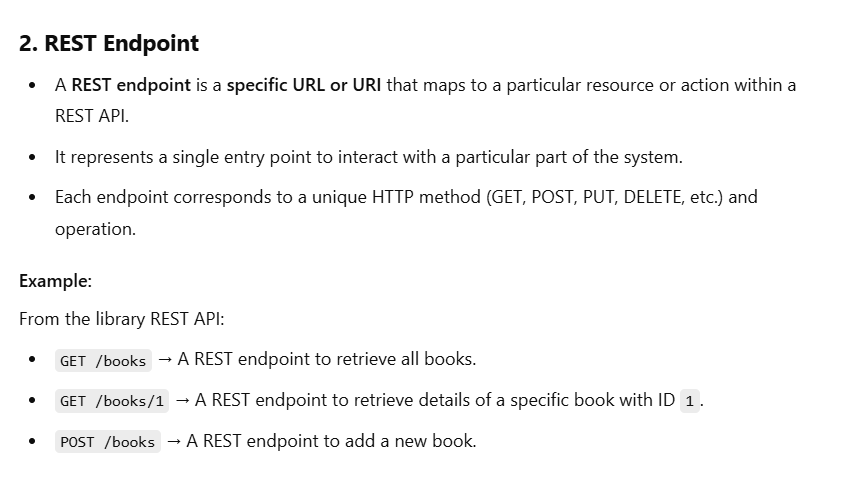 2. REST Endpoint
• A REST endpoint is a specific URL or URI that maps to a particular resource or action within a
REST API.
• It represents a single entry point to interact with a particular part of the system.
• Each endpoint corresponds to a unique HTTP method (GET, POST, PUT, DELETE, etc.) and
operation.
Example:
From the library REST API:
• GET /books → A REST endpoint to retrieve all books.
• GET /books/1 → A REST endpoint to retrieve details of a specific book with ID 1.
• POST /books → A REST endpoint to add a new book.